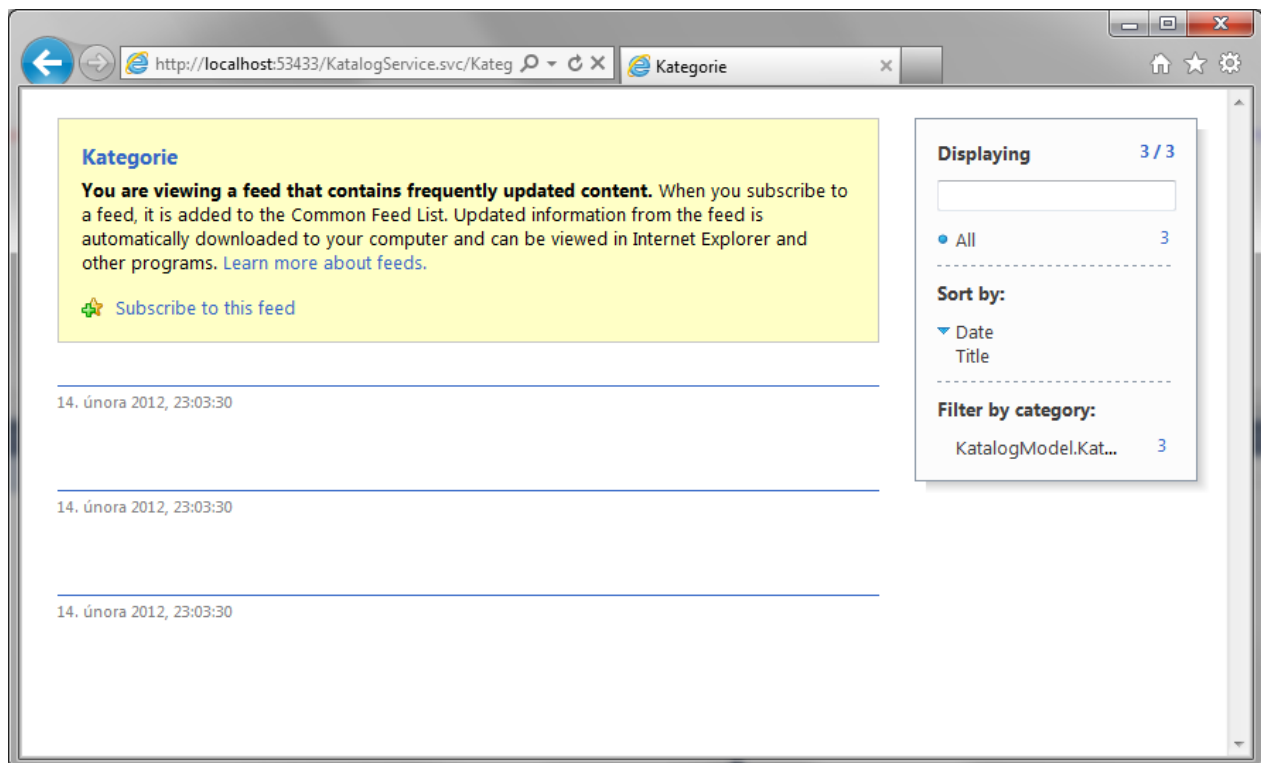 http://localhost:53433/KatalogService.svc/Kateg
Kategorie
Kategorie
You are viewing a feed that contains frequently updated content. When you subscribe to
a feed, it is added to the Common Feed List. Updated information from the feed is
automatically downloaded to your computer and can be viewed in Internet Explorer and
other programs. Learn more about feeds.
Subscribe to this feed
14. února 2012, 23:03:30
14. února 2012, 23:03:30
14. února 2012, 23:03:30
Displaying 3 / 3
All 3
Sort by:
Date
Title
Filter by category:
KatalogModel.Kat... 3